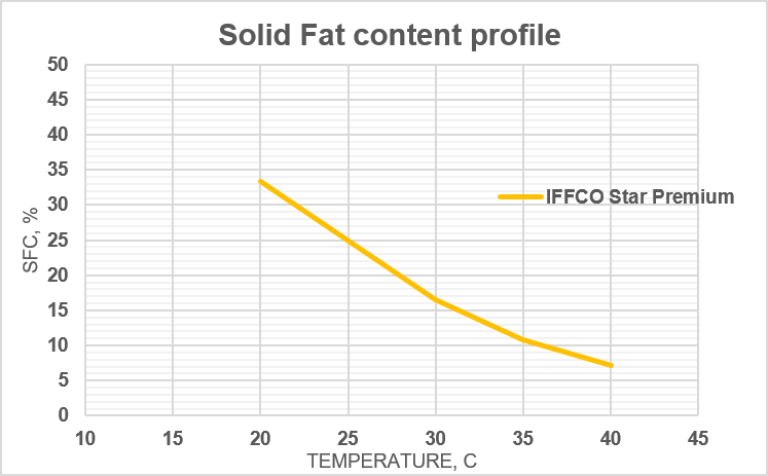 Solid Fat content profile
50
45
40
35
30
25
20
15
10
5
0
SFC, %
IFFCO Star Premium
10 15 20 25 30 35 40 45
TEMPERATURE, C